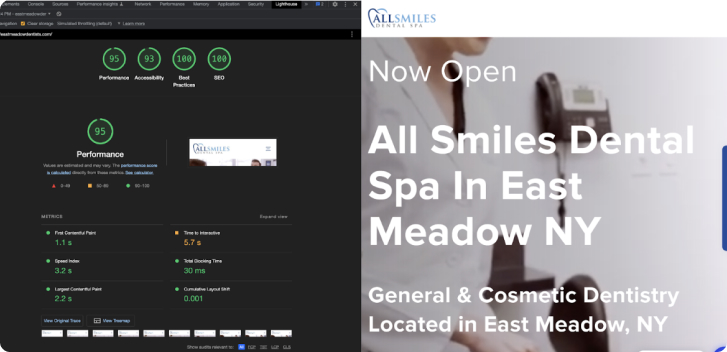 Elements Console Sources Performance insights Network Performance Memory Application Security Lighthouse
Clear storage Simulated throttling (default) Learn more
eastmeadowdentists.com/
95 93 100 100
Performance Accessibility Best Practices SEO
95
Performance
Values are estimated and may vary. The performance score
is calculated directly from these metrics. See calculator.
0–49 50–89 90–100
ALLSMILES
DENTAL SPA
METRICS
Expand view
First Contentful Paint
1.1 s
Time to Interactive
5.7 s
Speed Index
3.2 s
Total Blocking Time
30 ms
Largest Contentful Paint
2.2 s
Cumulative Layout Shift
0.001
View Original Trace
View Treemap
Show audits relevant to: All FCP TBT LCP CLS
ALLSMILES
DENTAL SPA
Now Open
All Smiles Dental
Spa In East
Meadow NY
General & Cosmetic Dentistry
Located in East Meadow, NY